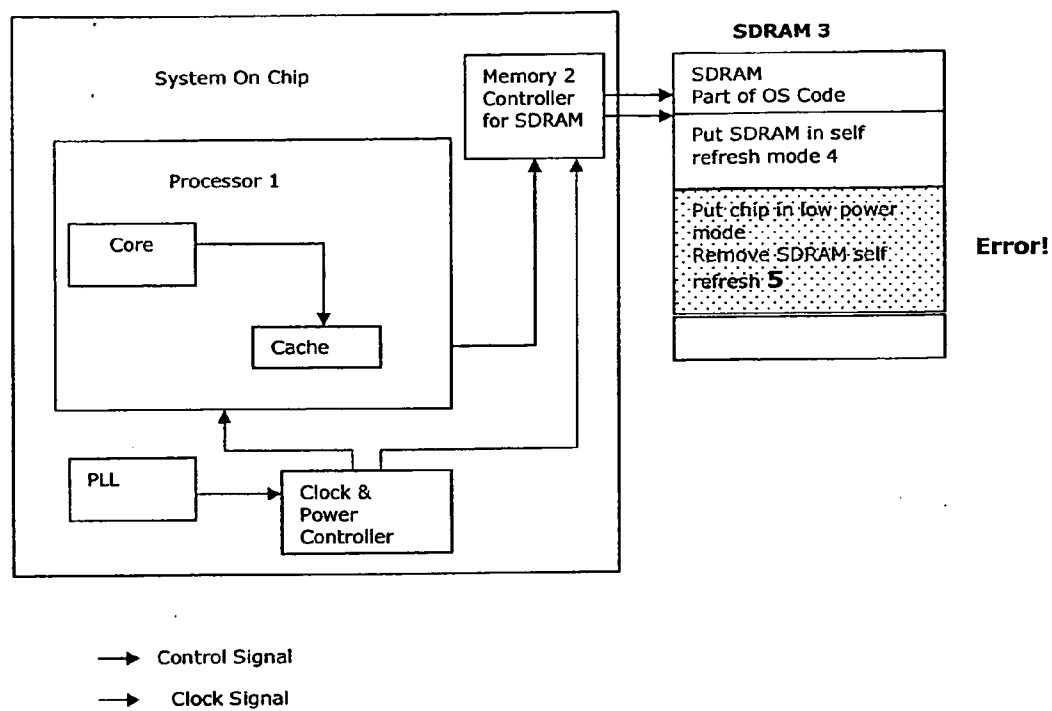 SDRAM 3
System On Chip
Memory 2
Controller
for SDRAM
SDRAM
Part of OS Code
Put SDRAM in self
refresh mode 4
Processor 1
Put chip in low power
mode
Remove SDRAM self
refresh 5
Error!
Core
Cache
PLL
Clock &
Power
Controller
Control Signal
Clock Signal